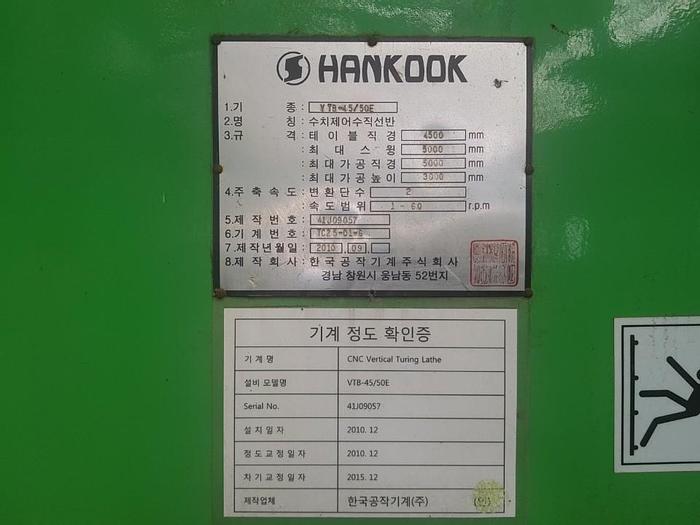 HANKOOK
1.기 종 : VTB-45/50E
2.명 칭 : 수치제어수직선반
3.규 격 : 테이블직경 4500 mm
: 최대스윙 5000 mm
: 최대가공직경 5000 mm
: 최대가공높이 3000 mm
4.주축속도 : 변환단수 2
: 속도범위 1 - 60 r.p.m
5.제작번호 : 41J09057
6.기계번호 : TC25-01-6
7.제작년월일 : 2010 . 09 .
8.제작회사 : 한국공작기계주식회사
경남 창원시 웅남동 52번지
기계 정도 확인증
기계명 CNC Vertical Turing Lathe
설비 모델명 VTB-45/50E
Serial No. 41J09057
설치일자 2010. 12
정도교정일자 2010. 12
차기교정일자 2015. 12
제작업체 한국공작기계(주) (인)